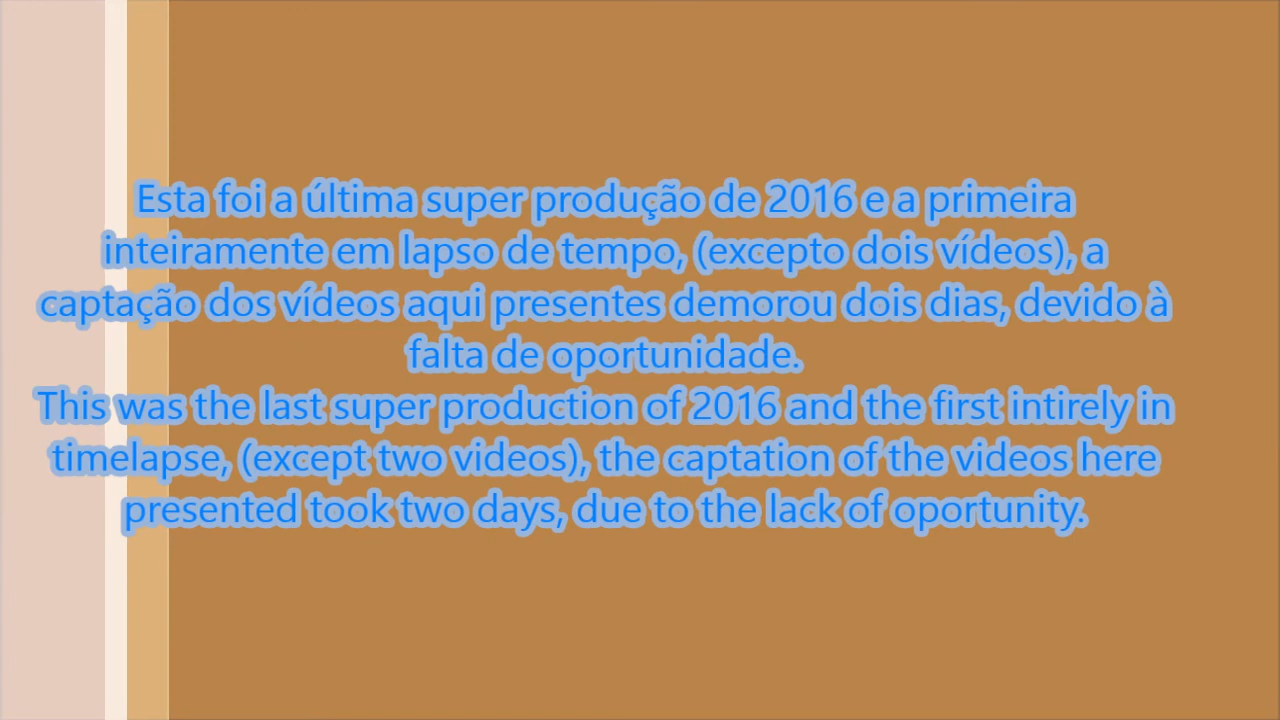 Esta foi a última super produção de 2016 e a primeira
inteiramente em lapso de tempo, (excepto dois vídeos), a
captação dos vídeos aqui presentes demorou dois dias, devido à
falta de oportunidade.
This was the last super production of 2016 and the first intirely in
timelapse, (except two videos), the captation of the videos here
presented took two days, due to the lack of oportunity.